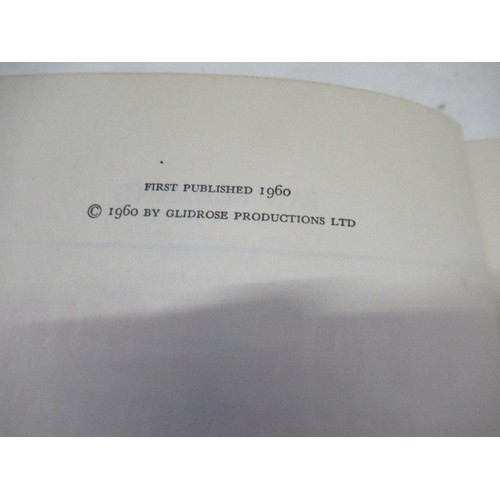 FIRST PUBLISHED 1960
© 1960 BY GLIDROSE PRODUCTIONS LTD